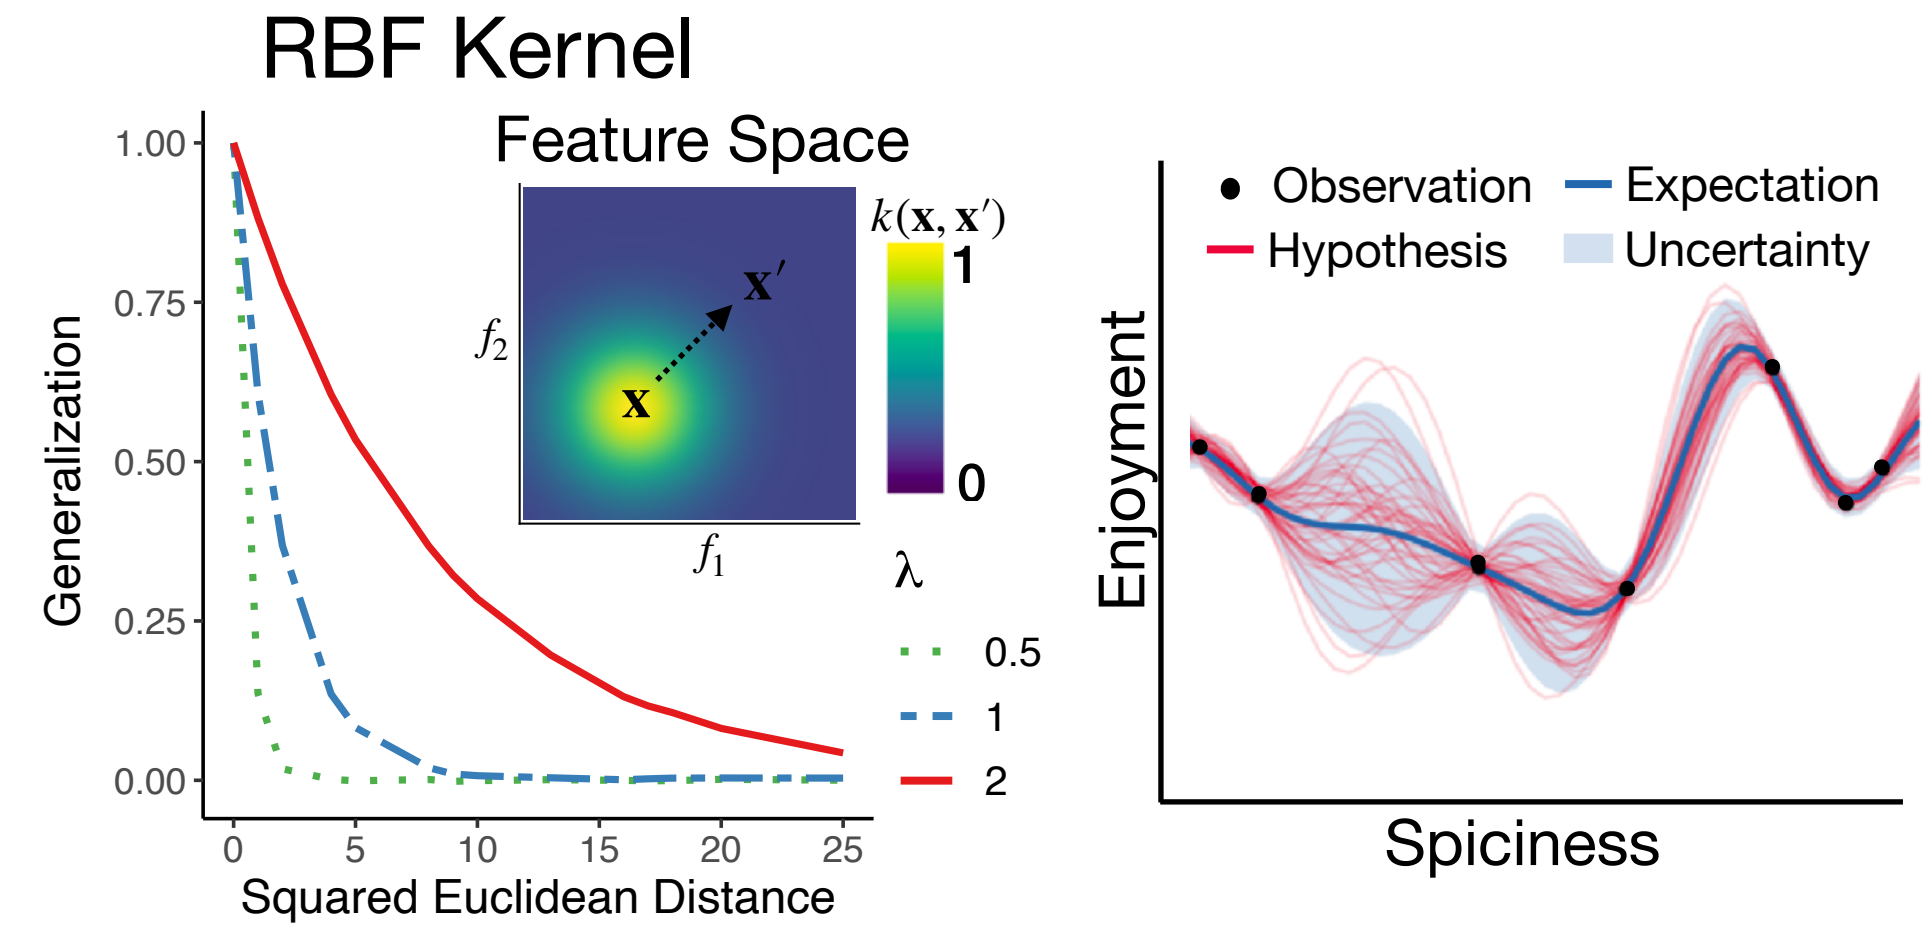 RBF Kernel
Feature Space
1.00
0.75
0.50
0.25
0.00
Generalization
0 5 10 15 20 25
Squared Euclidean Distance
f2
f1
x
x′
k(x, x′)
1
0
λ
0.5
1
2
Observation
Expectation
Hypothesis
Uncertainty
Enjoyment
Spiciness